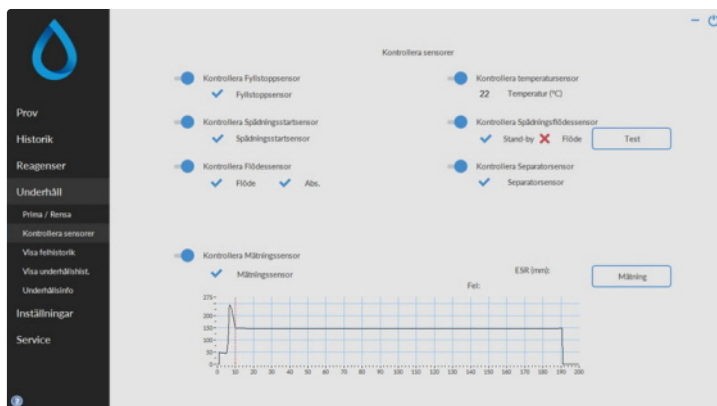 Kontrollera sensorer
Prov
Historik
Reagenser
Underhåll
Prima / Rensa
Kontrollera sensorer
Visa felhistorik
Visa underhållshist.
Underhållsinfo
Inställningar
Service
?
Kontrollera Fyllstoppsensor
Fyllstoppsensor
Kontrollera Spädningsstartsensor
Spädningsstartsensor
Kontrollera Flödessensor
Flöde Abs.
Kontrollera temperatursensor
22 Temperatur (°C)
Kontrollera Spädningsflödessensor
Stand-by Flöde Test
Kontrollera Separatorsensor
Separatorsensor
Kontrollera Mätningssensor
Mätningssensor
ESR (mm):
Fel:
Mätning
275
200
150
100
50
0
0 10 20 30 40 50 60 70 80 90 100 110 120 130 140 150 160 170 180 190 200